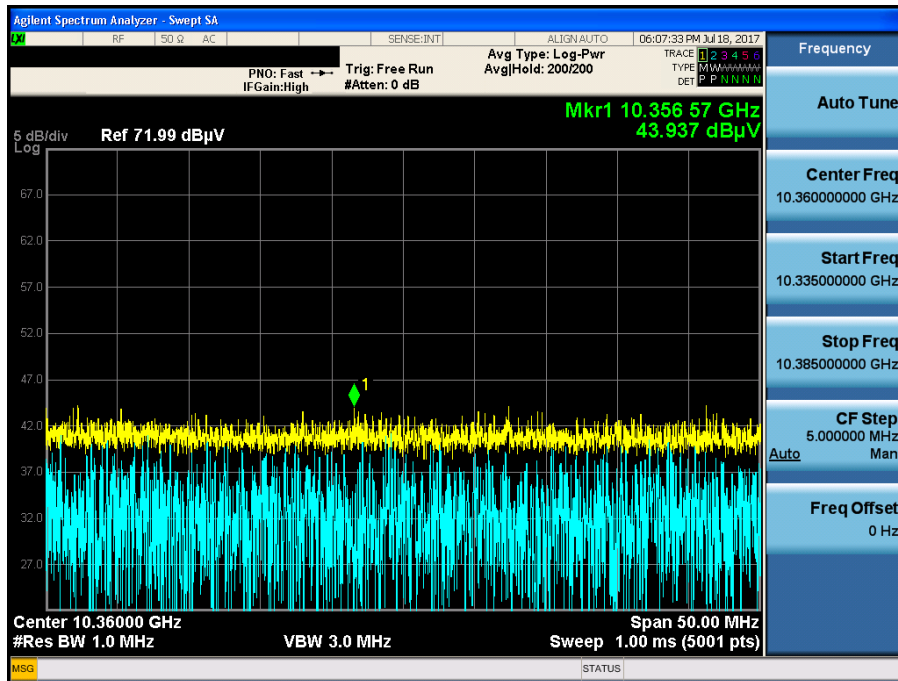 Agilent Spectrum Analyzer - Swept SA
LXI RF 50 Ω AC SENSE:INT ALIGN AUTO 06:07:33 PM Jul 18, 2017
PNO: Fast Trig: Free Run Avg Type: Log-Pwr TRACE 1 2 3 4 5 6
IFGain:High #Atten: 0 dB Avg|Hold: 200/200 TYPE MWWWWW
DET P P N N N N
Mkr1 10.356 57 GHz
43.937 dBµV
5 dB/div Ref 71.99 dBµV
Log
67.0
62.0
57.0
52.0
47.0
1
42.0
37.0
32.0
27.0
Center 10.36000 GHz Span 50.00 MHz
#Res BW 1.0 MHz VBW 3.0 MHz Sweep 1.00 ms (5001 pts)
MSG STATUS
Frequency
Auto Tune
Center Freq
10.360000000 GHz
Start Freq
10.335000000 GHz
Stop Freq
10.385000000 GHz
CF Step
5.000000 MHz
Auto Man
Freq Offset
0 Hz